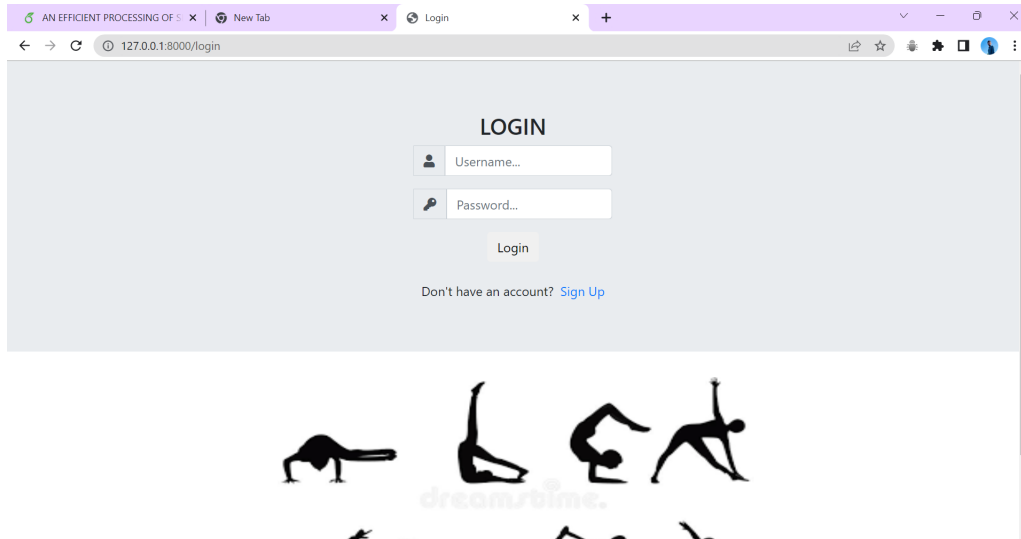 AN EFFICIENT PROCESSING OF S
New Tab
Login
127.0.0.1:8000/login
LOGIN
Username...
Password...
Login
Don't have an account? Sign Up
dreamstime.